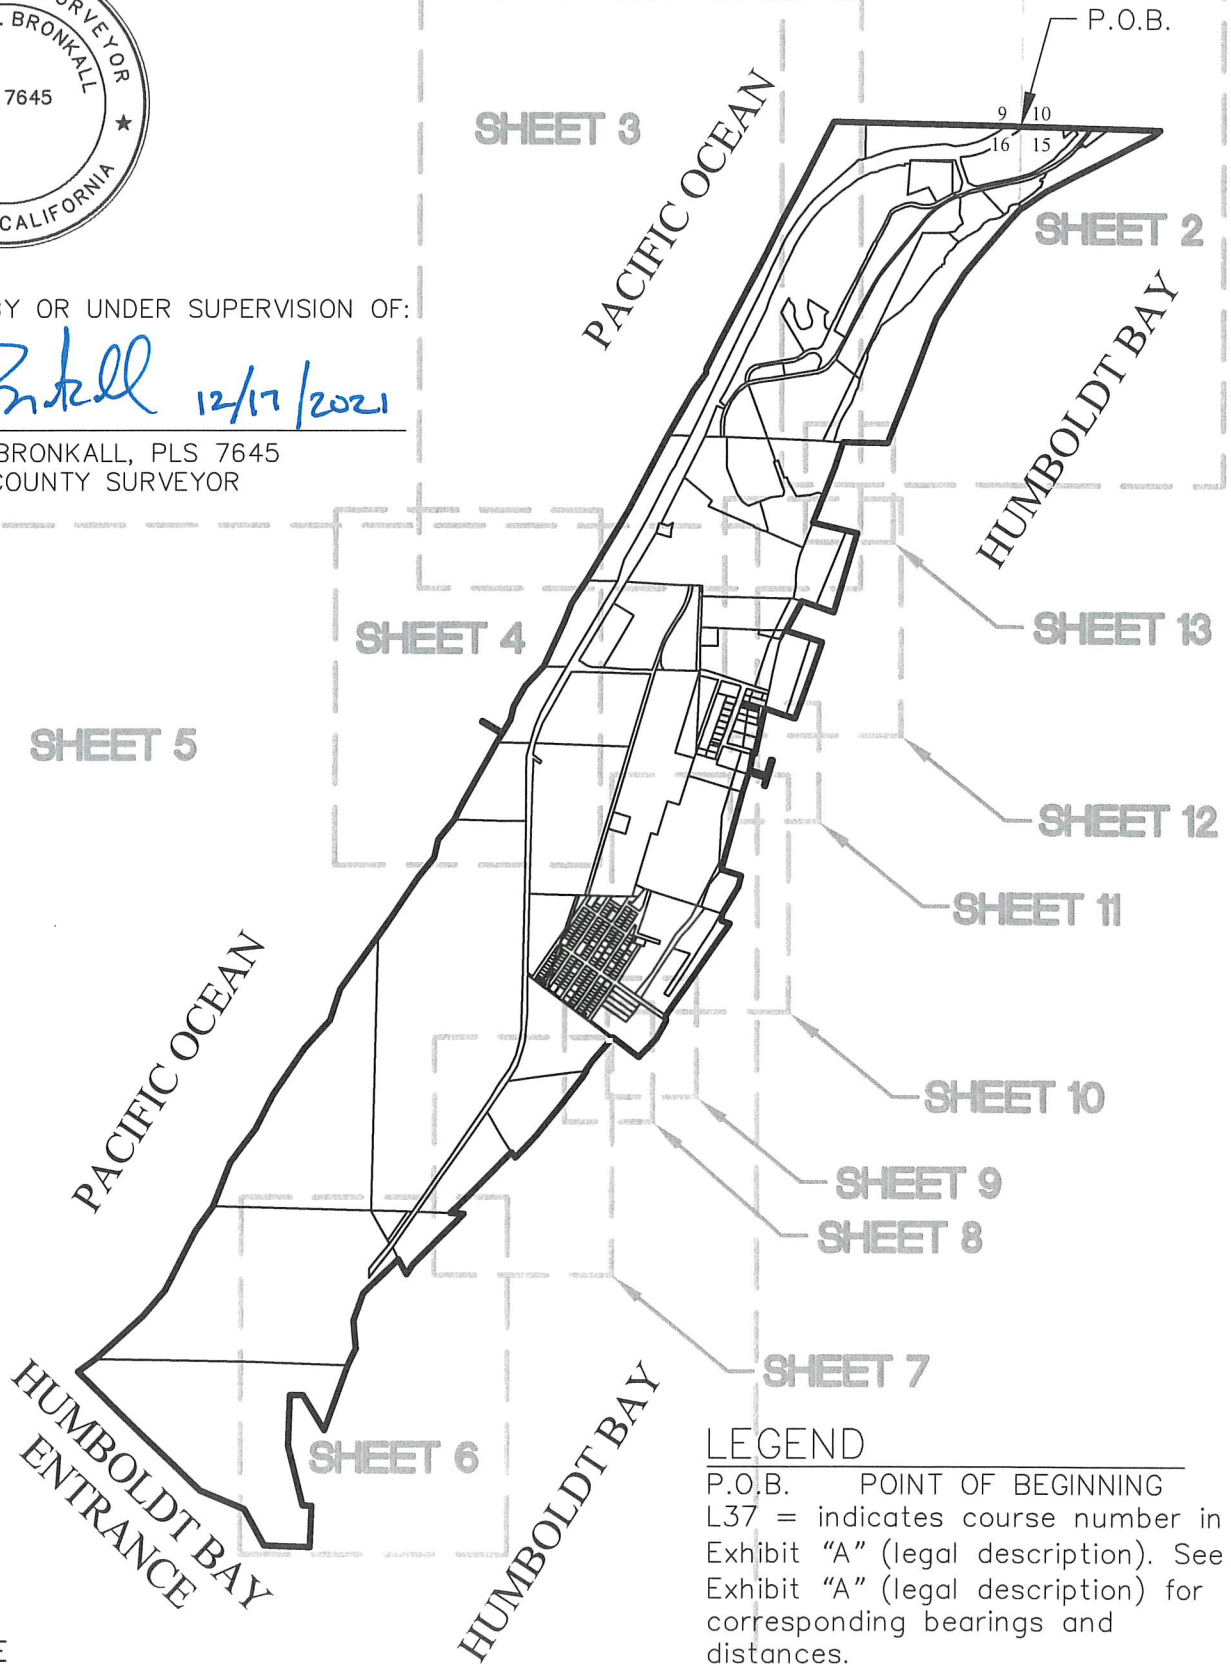 RVEYOR
. BRONKALL
7645
CALIFORNIA
P.O.B.
9 10
16 15
SHEET 3
PACIFIC OCEAN
SHEET 2
BY OR UNDER SUPERVISION OF:
12/17/2021
BRONKALL, PLS 7645
COUNTY SURVEYOR
HUMBOLDT BAY
SHEET 4
SHEET 13
SHEET 5
SHEET 12
SHEET 11
PACIFIC OCEAN
SHEET 10
SHEET 9
SHEET 8
SHEET 7
HUMBOLDT BAY
ENTRANCE
SHEET 6
HUMBOLDT BAY
LEGEND
P.O.B. POINT OF BEGINNING
L37 = indicates course number in
Exhibit “A” (legal description). See
Exhibit “A” (legal description) for
corresponding bearings and
distances.